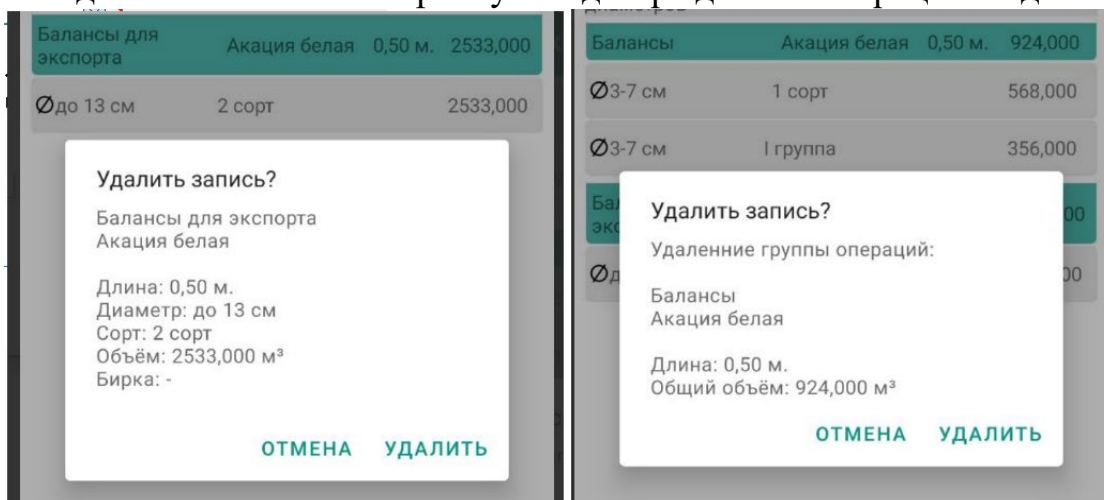 Балансы для
экспорта
Акация белая 0,50 м. 2533,000
Øдо 13 см 2 сорт 2533,000
Удалить запись?
Балансы для экспорта
Акация белая
Длина: 0,50 м.
Диаметр: до 13 см
Сорт: 2 сорт
Объём: 2533,000 м³
Бирка: -
ОТМЕНА УДАЛИТЬ
Балансы Акация белая 0,50 м. 924,000
Ø3-7 см 1 сорт 568,000
Ø3-7 см I группа 356,000
Удалить запись?
Удаленние группы операций:
Балансы
Акация белая
Длина: 0,50 м.
Общий объём: 924,000 м³
ОТМЕНА УДАЛИТЬ